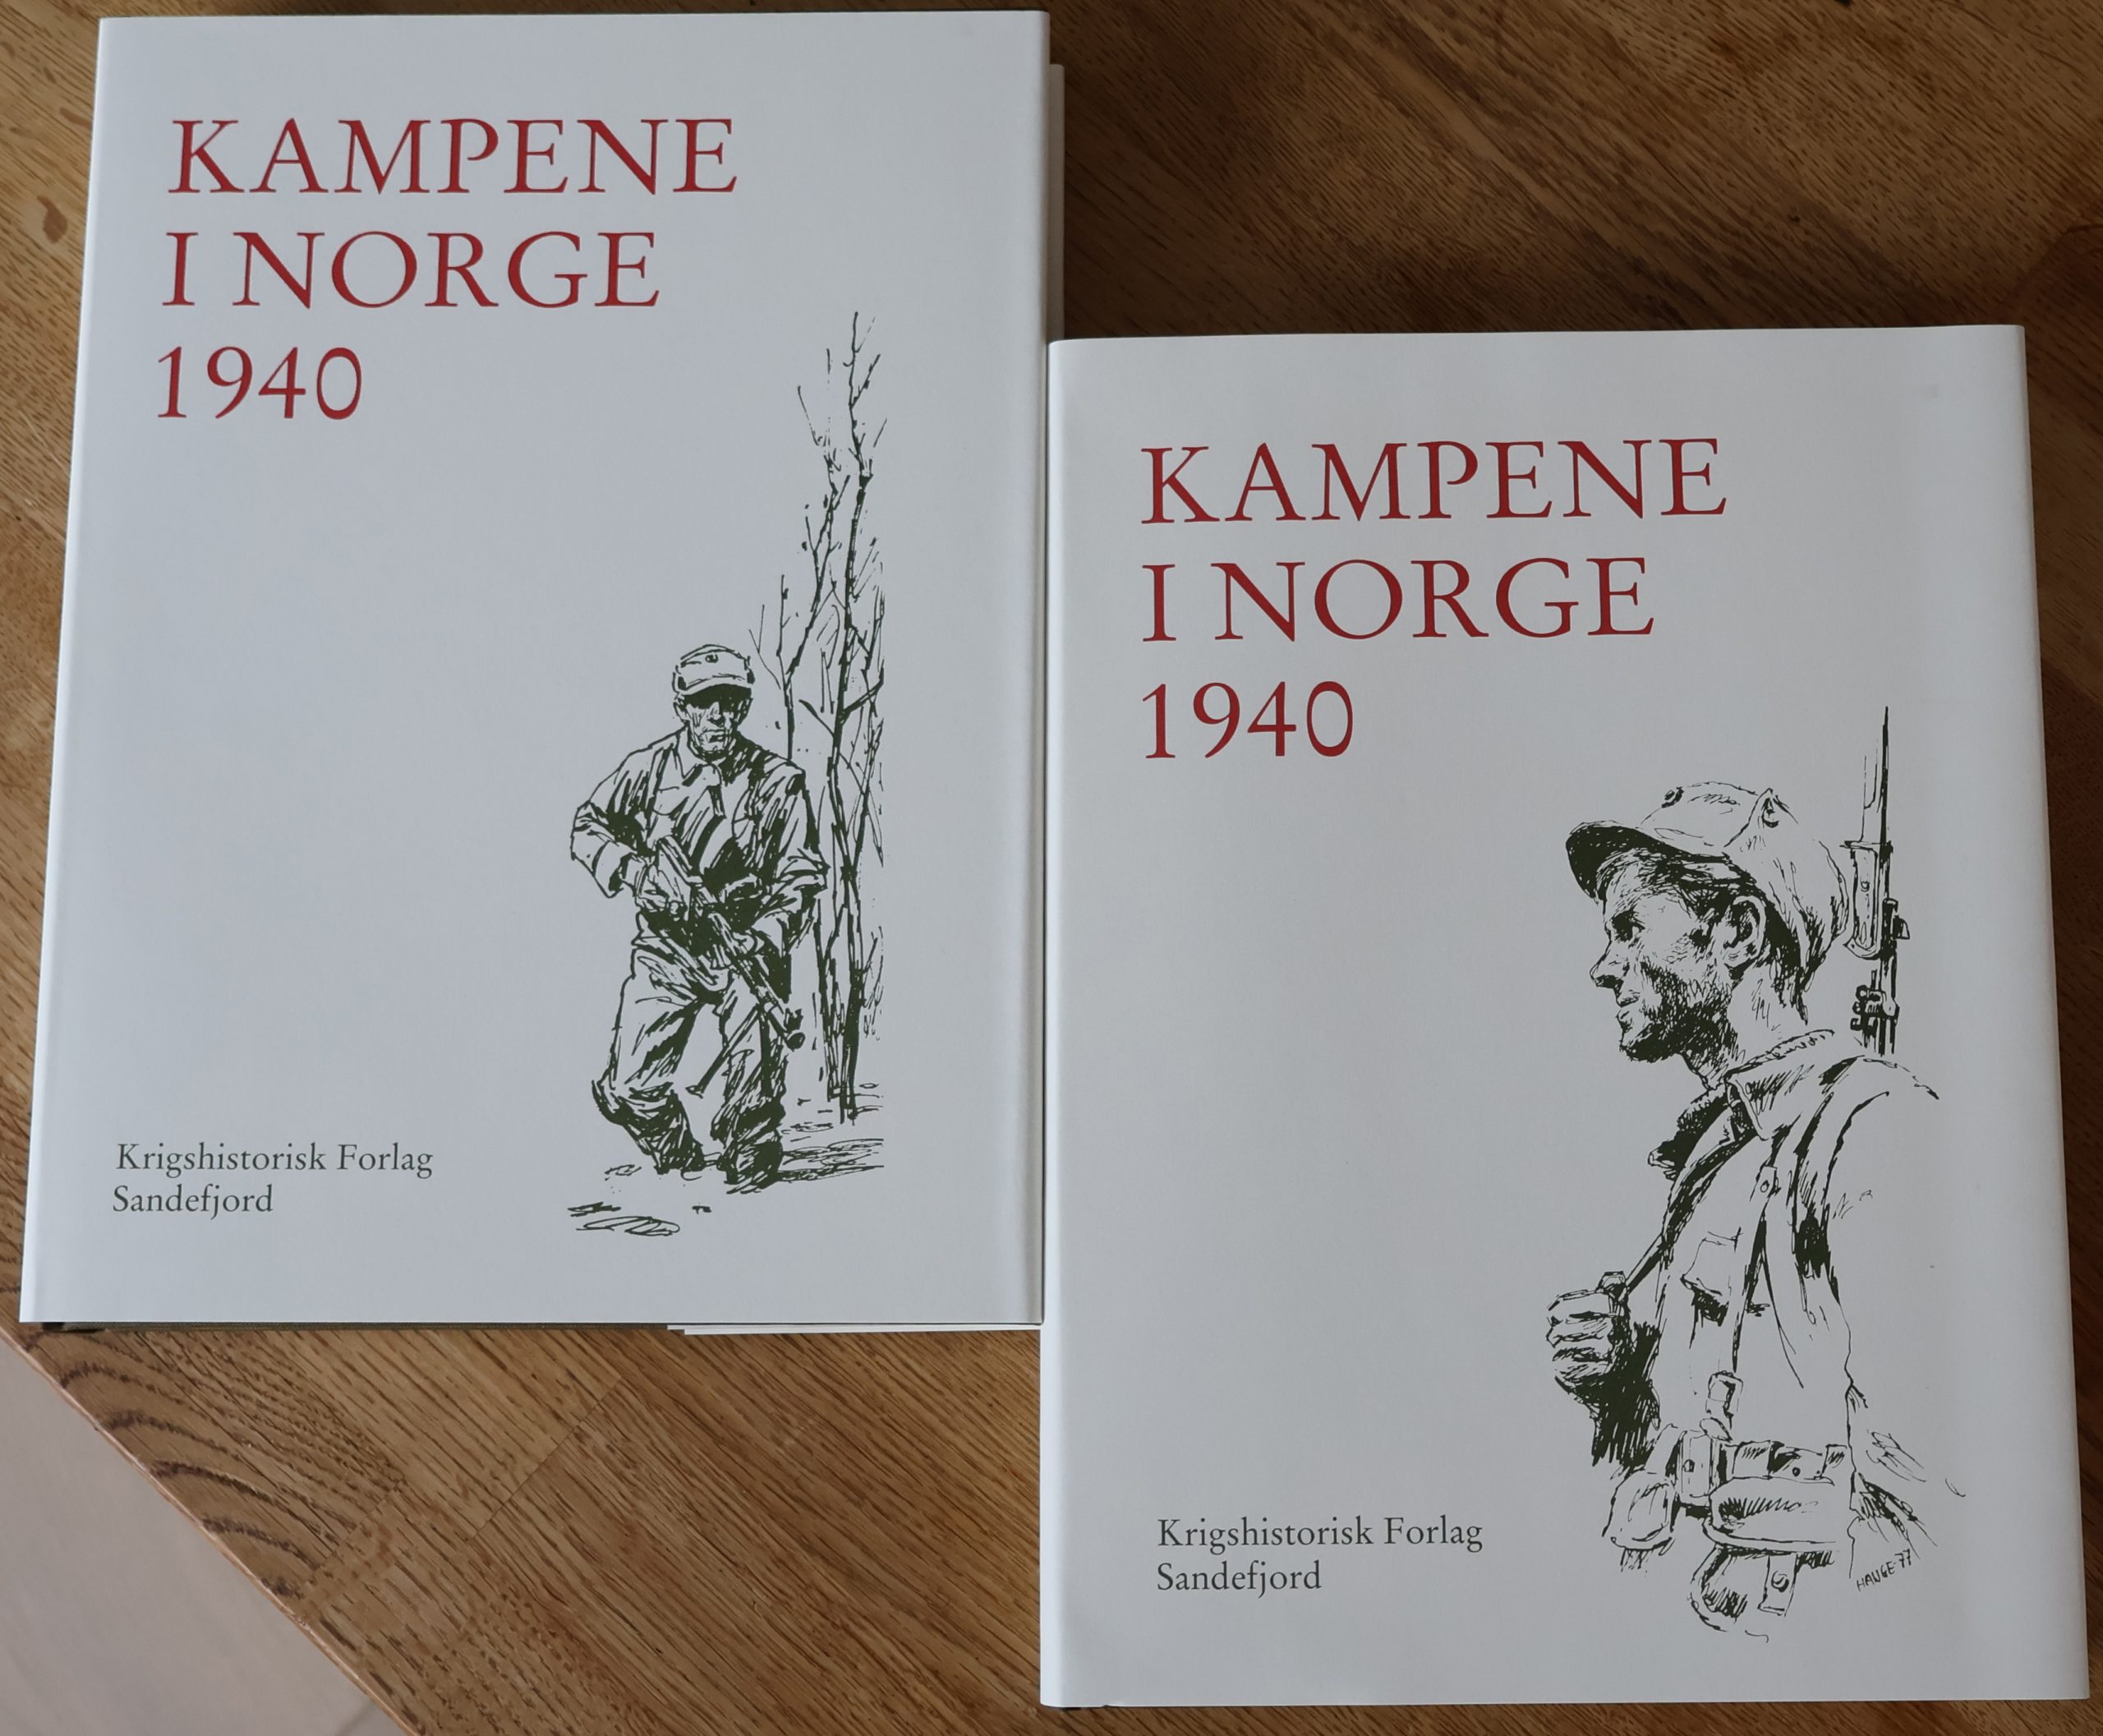 KAMPENE
I NORGE
1940
Krigshistorisk Forlag
Sandefjord
KAMPENE
I NORGE
1940
Krigshistorisk Forlag
Sandefjord
HAUGE-77